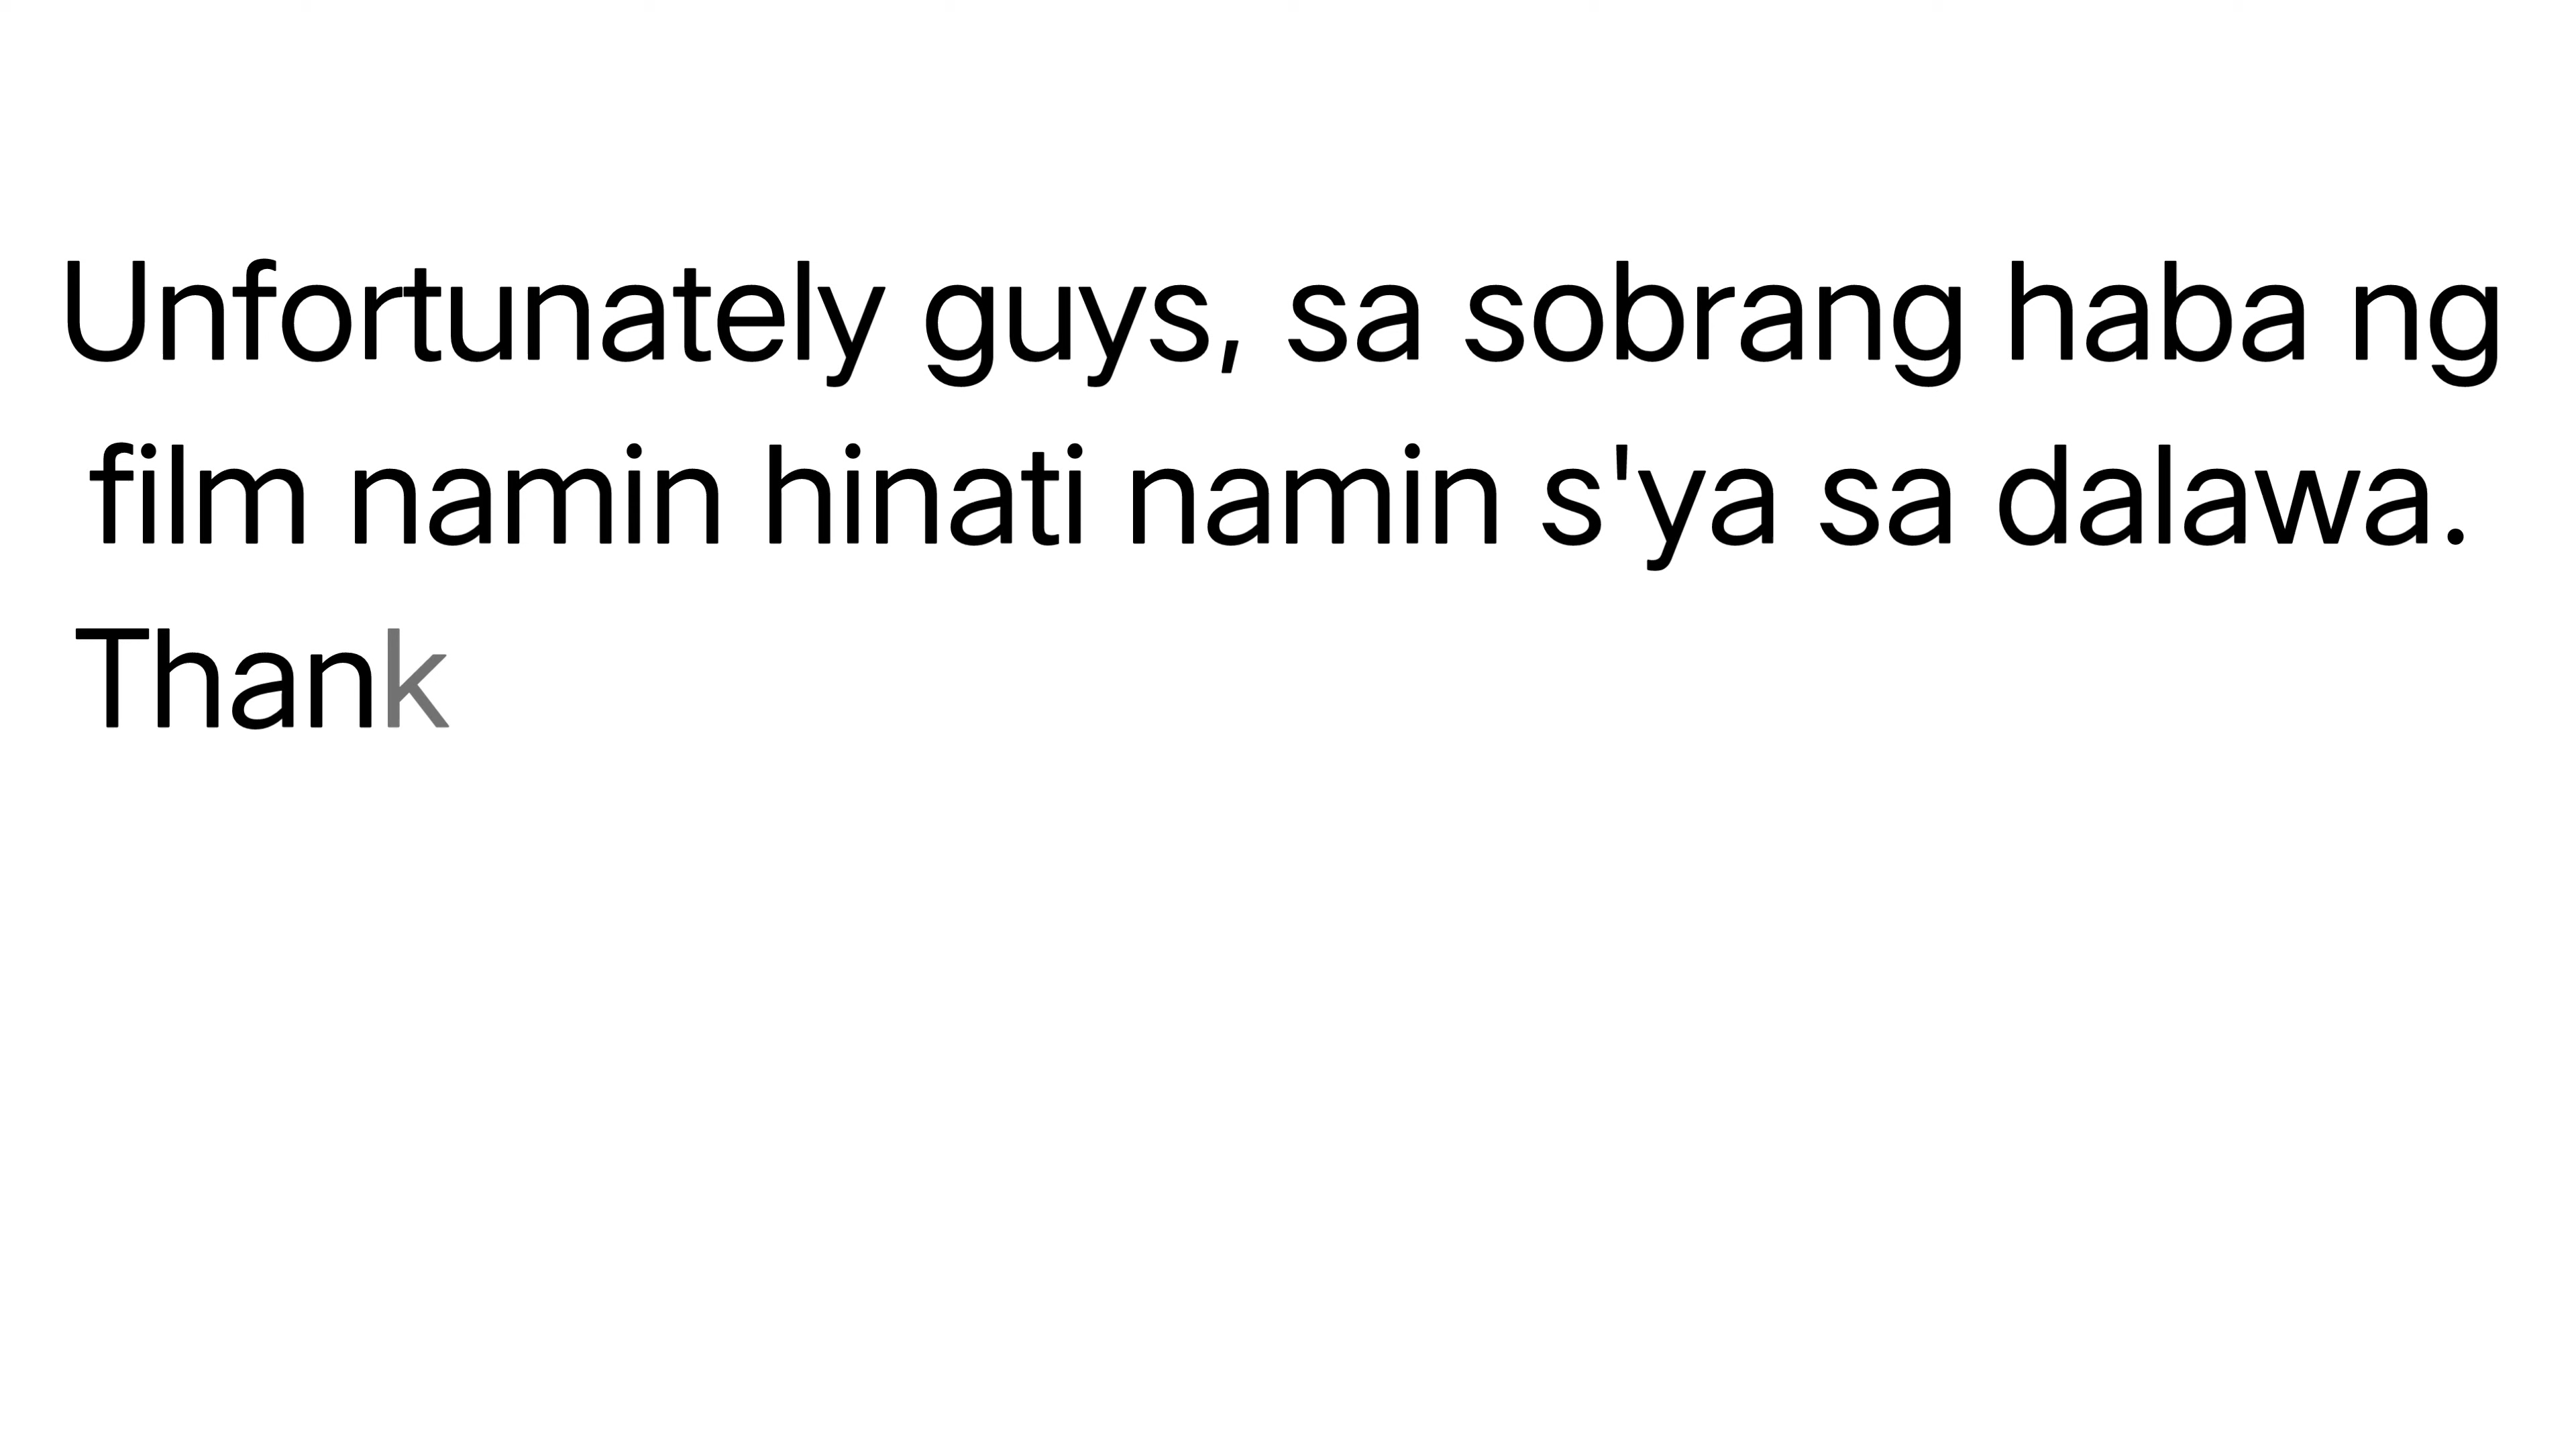 Unfortunately guys, sa sobrang haba ng
film namin hinati namin s'ya sa dalawa.
Thank